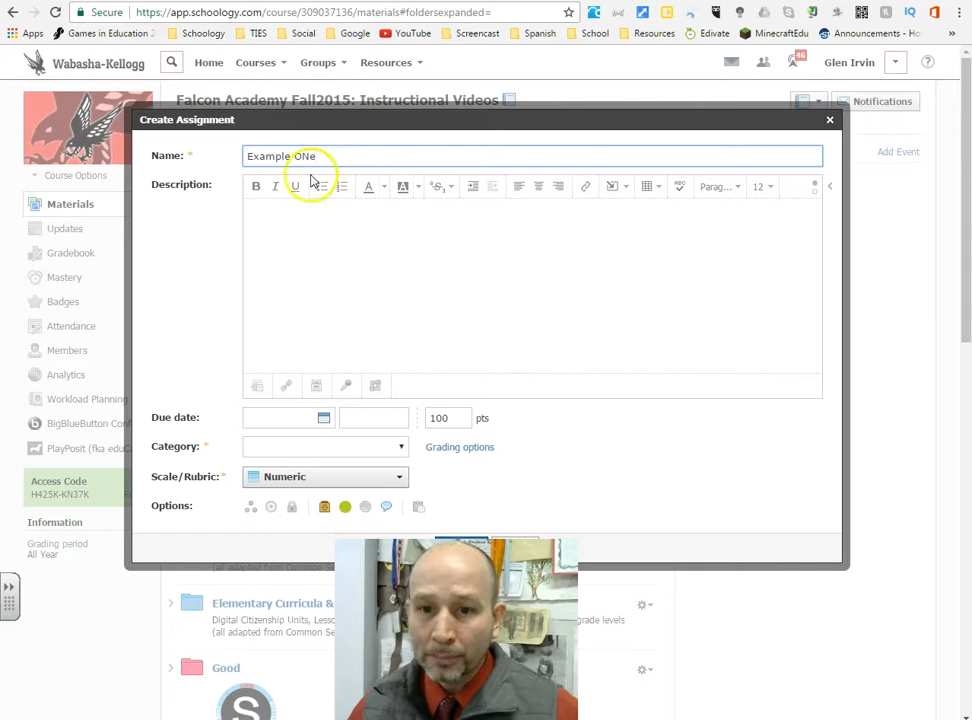 Secure
https://app.schoology.com/course/309037136/materials#foldersexpanded=
Apps
Games in Education 2
Schoology
TIES
Social
Google
YouTube
Screencast
Spanish
School
Resources
Edivate
MinecraftEdu
Announcements - Ho
»
Wabasha-Kellogg
Home
Courses
Groups
Resources
46
Glen Irvin
Falcon Academy Fall2015: Instructional Videos
Notifications
Add Event
Course Options
Materials
Updates
Gradebook
Mastery
Badges
Attendance
Members
Analytics
Workload Planning
BigBlueButton Con
PlayPosit (fka edu
Access Code
H425K-KN37K
Information
Grading period
All Year
Create Assignment
×
Name: *
Example ONe
Description:
B I U
A
A
Parag...
12
Due date:
100 pts
Category: *
Grading options
Scale/Rubric: *
Numeric
Options:
Elementary Curricula &
Digital Citizenship Units, Less
grade levels
(all adapted from Common Se
Good
S